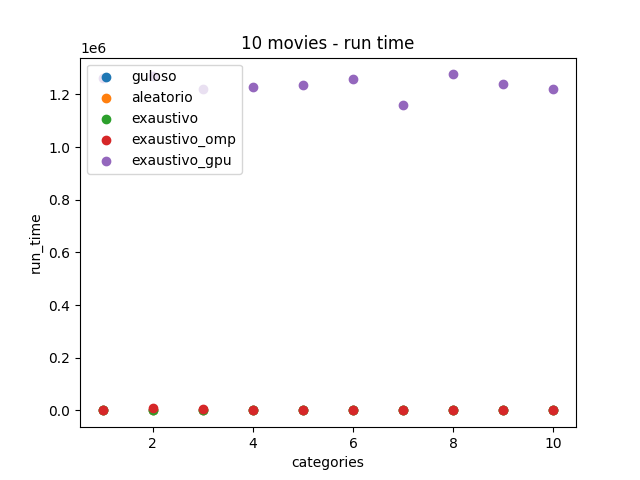 10 movies - run time
1e6
guloso
aleatorio
exaustivo
exaustivo_omp
exaustivo_gpu
run_time
1.2
1.0
0.8
0.6
0.4
0.2
0.0
2 4 6 8 10
categories